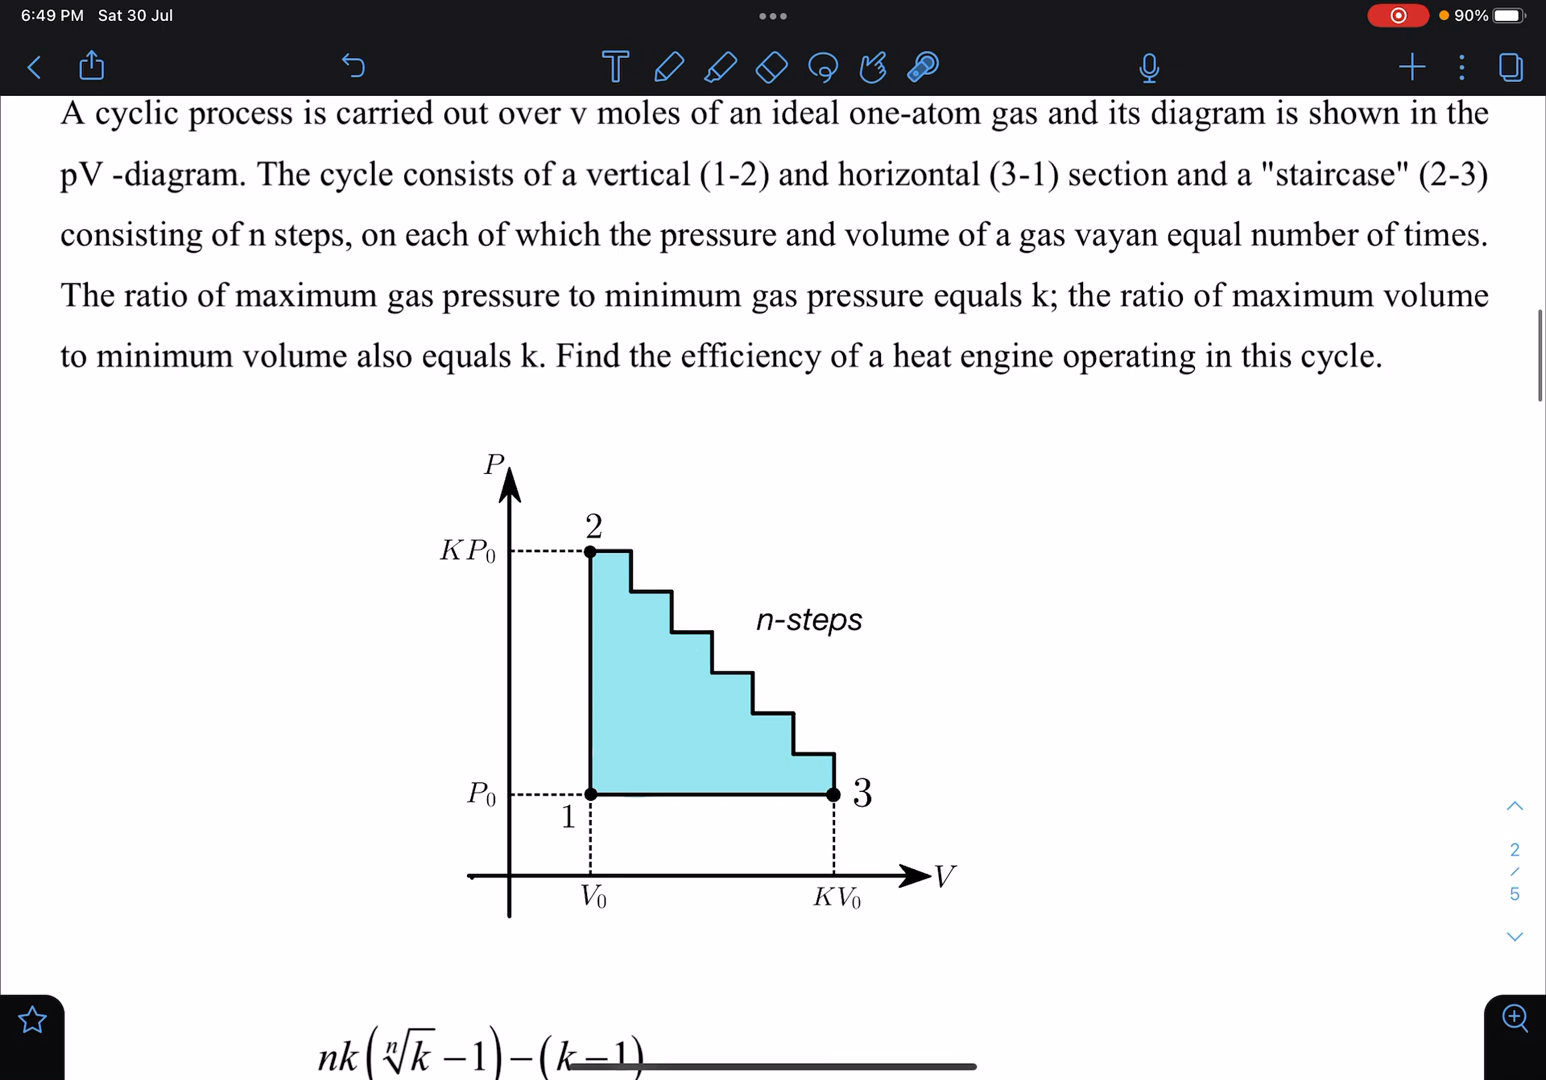 6:49 PM Sat 30 Jul
90%
A cyclic process is carried out over v moles of an ideal one-atom gas and its diagram is shown in the
pV -diagram. The cycle consists of a vertical (1-2) and horizontal (3-1) section and a "staircase" (2-3)
consisting of n steps, on each of which the pressure and volume of a gas vayan equal number of times.
The ratio of maximum gas pressure to minimum gas pressure equals k; the ratio of maximum volume
to minimum volume also equals k. Find the efficiency of a heat engine operating in this cycle.
P
2
KP₀
n-steps
P₀
1
3
V
V₀
KV₀
2
/
5
nk(ⁿ√k −1)−(k−1)